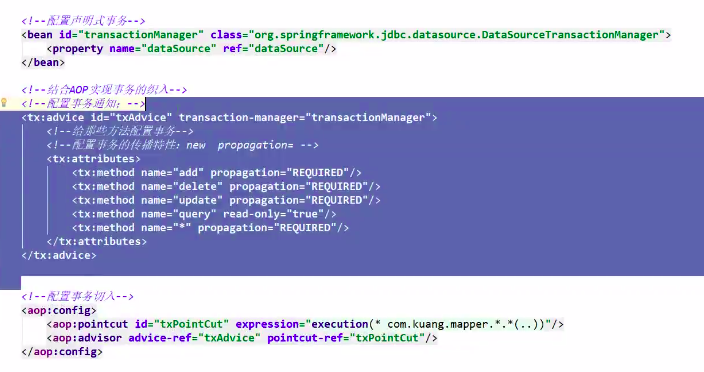 <!--配置声明式事务-->
<bean id="transactionManager" class="org.springframework.jdbc.datasource.DataSourceTransactionManager">
<property name="dataSource" ref="dataSource"/>
</bean>
<!--结合AOP实现事务的织入-->
<!--配置事务通知：-->
<tx:advice id="txAdvice" transaction-manager="transactionManager">
<!--给那些方法配置事务-->
<!--配置事务的传播特性：new propagation= -->
<tx:attributes>
<tx:method name="add" propagation="REQUIRED"/>
<tx:method name="delete" propagation="REQUIRED"/>
<tx:method name="update" propagation="REQUIRED"/>
<tx:method name="query" read-only="true"/>
<tx:method name="*" propagation="REQUIRED"/>
</tx:attributes>
</tx:advice>
<!--配置事务切入-->
<aop:config>
<aop:pointcut id="txPointCut" expression="execution(* com.kuang.mapper.*.*(..))"/>
<aop:advisor advice-ref="txAdvice" pointcut-ref="txPointCut"/>
</aop:config>